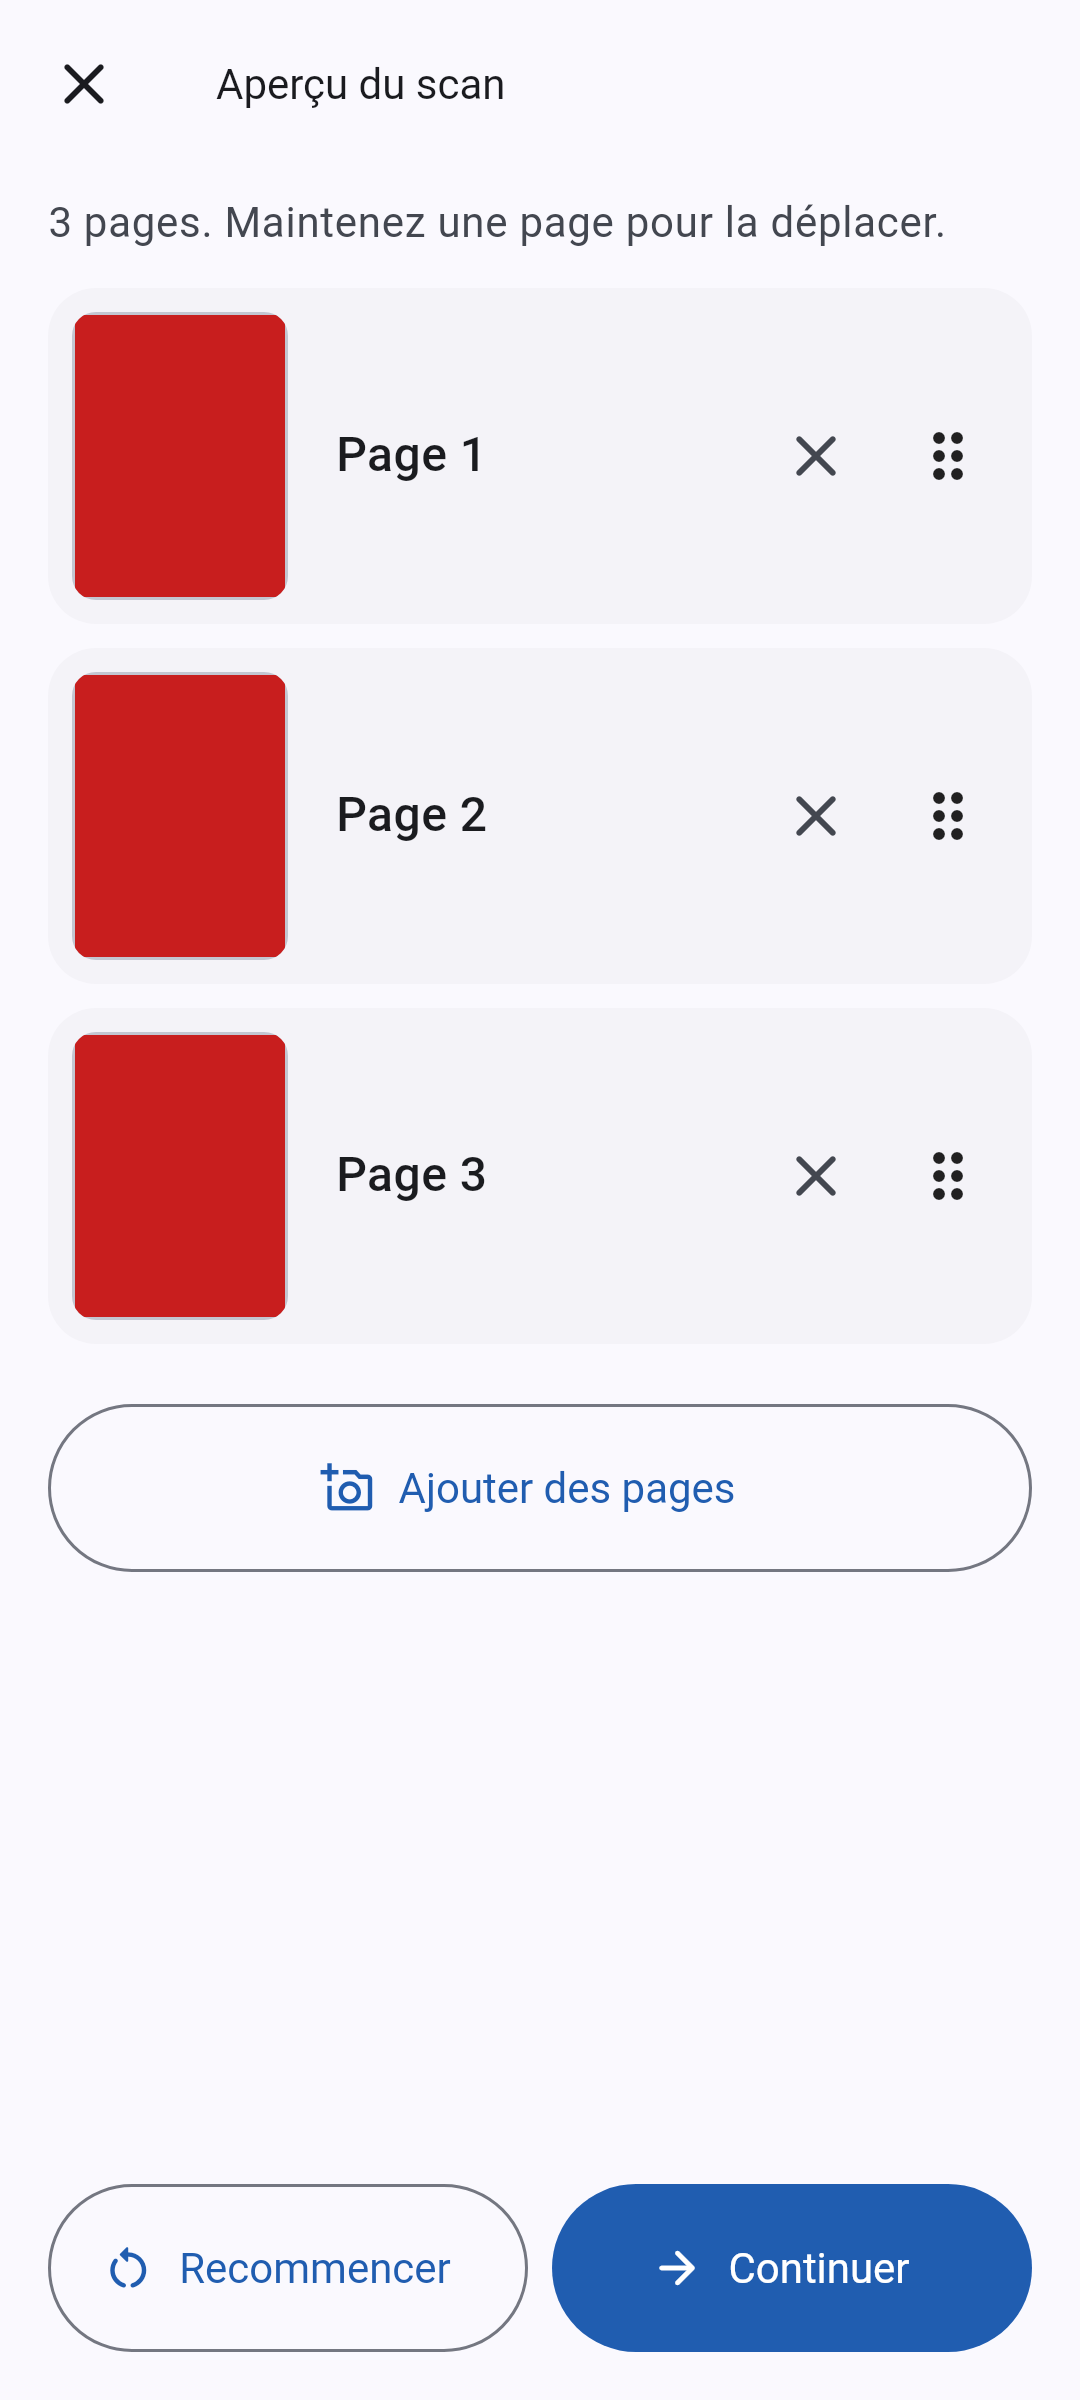 Aperçu du scan
3 pages. Maintenez une page pour la déplacer.
Page 1
Page 2
Page 3
Ajouter des pages
Recommencer
Continuer